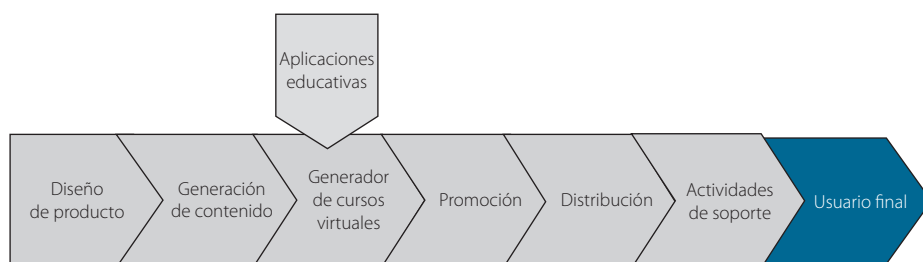 Aplicaciones
educativas
Diseño
de producto
Generación
de contenido
Generador
de cursos
virtuales
Promoción
Distribución
Actividades
de soporte
Usuario final